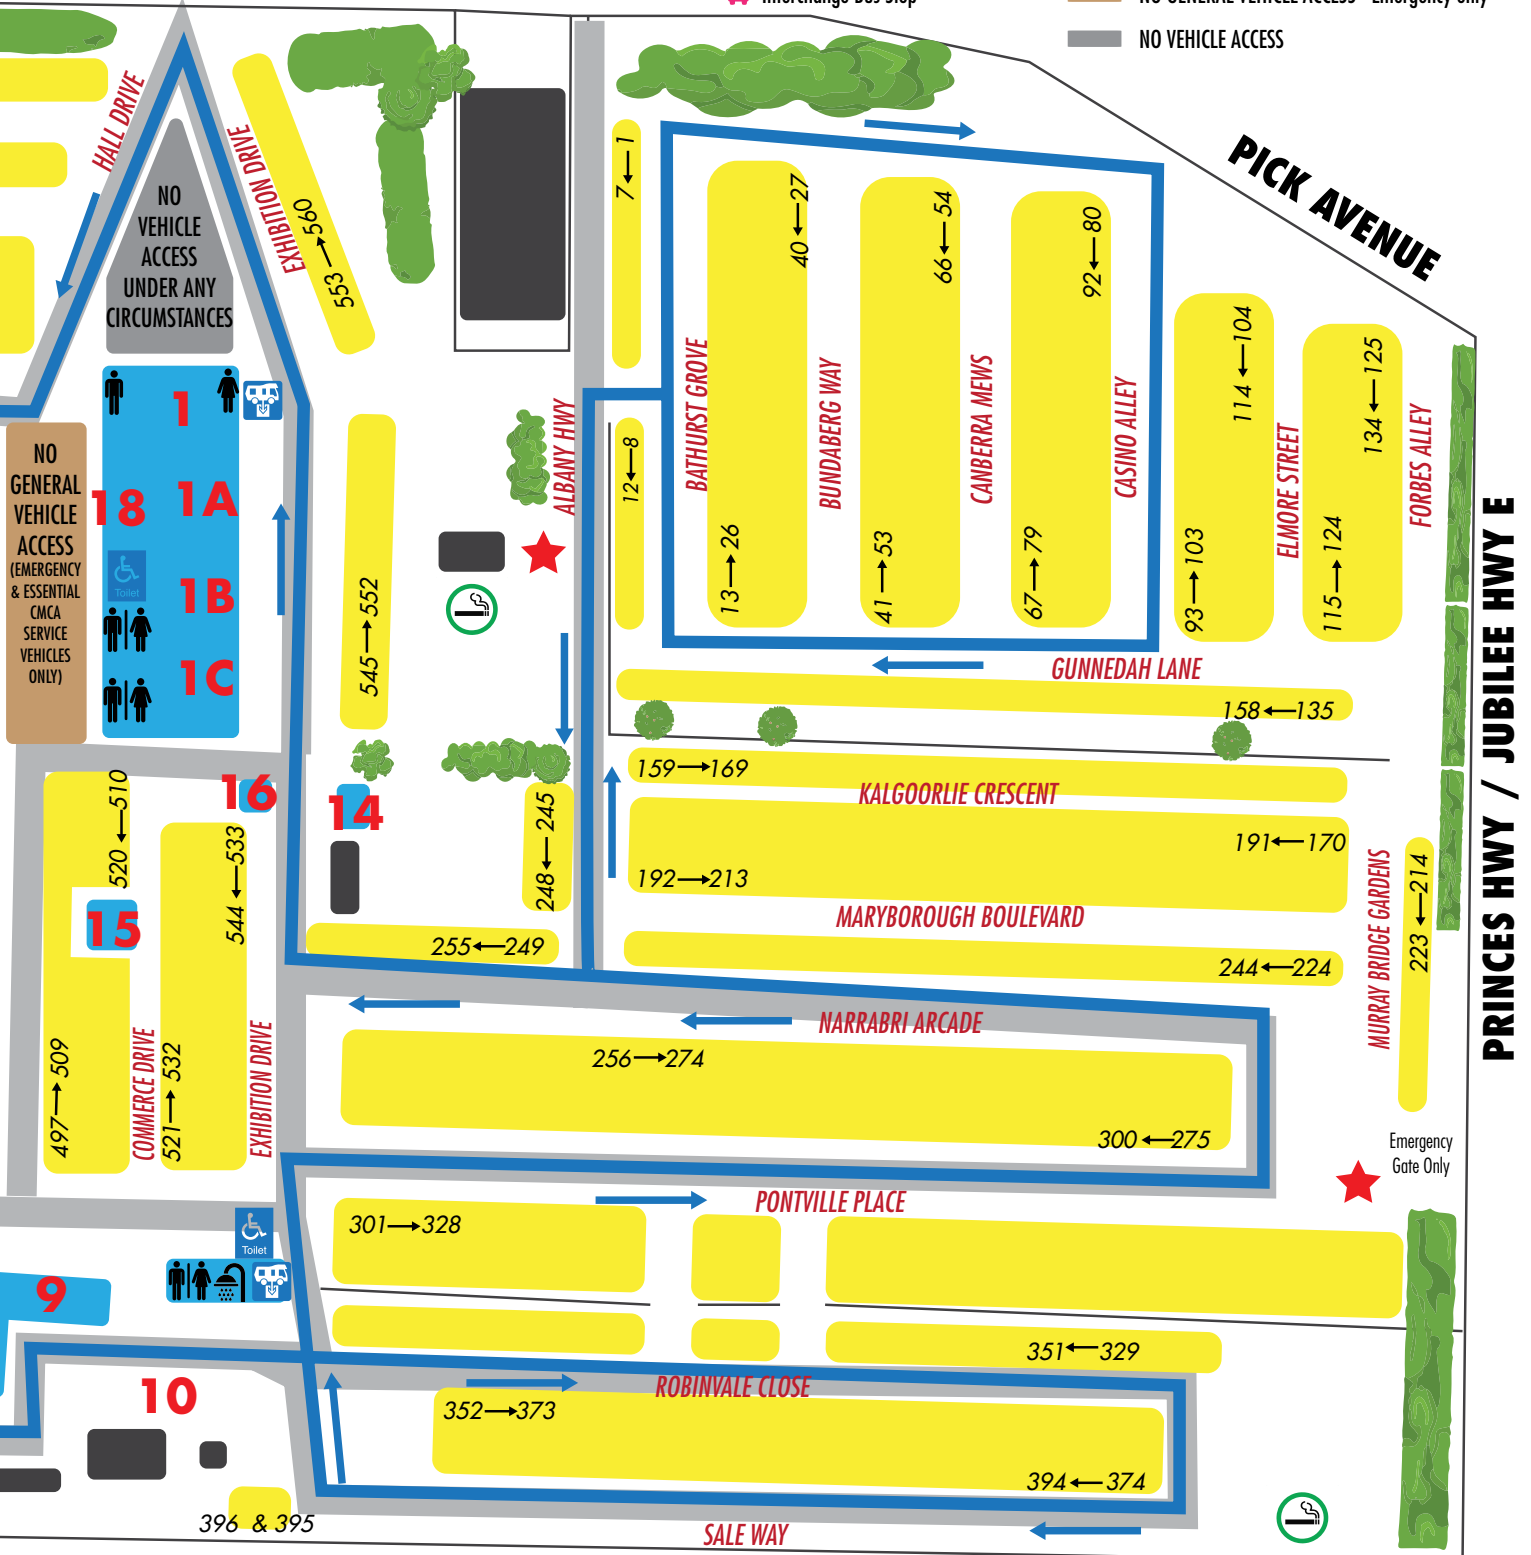 NO VEHICLE ACCESS
PICK AVENUE
PRINCES HWY / JUBILEE HWY E
HALL DRIVE
EXHIBITION DRIVE
553→560
NO
VEHICLE
ACCESS
UNDER ANY
CIRCUMSTANCES
7←1
40←27
66←54
92←80
114←104
134←125
BATHURST GROVE
BUNDABERG WAY
CANBERRA MEWS
CASINO ALLEY
ELMORE STREET
FORBES ALLEY
ALBANY HWY
12←8
13→26
41→53
67→79
93→103
115→124
1
18
1A
1B
1C
Toilet
NO
GENERAL
VEHICLE
ACCESS
(EMERGENCY
& ESSENTIAL
CMCA
SERVICE
VEHICLES
ONLY)
545→552
GUNNEDAH LANE
158←135
159→169
KALGOORLIE CRESCENT
191←170
192→213
MARYBOROUGH BOULEVARD
244←224
MURRAY BRIDGE GARDENS
223←214
16
14
15
520←510
544←533
248←245
255←249
497→509
COMMERCE DRIVE
521→532
EXHIBITION DRIVE
NARRABRI ARCADE
256→274
300←275
Emergency
Gate Only
PONTVILLE PLACE
301→328
Toilet
9
351←329
ROBINVALE CLOSE
352→373
10
394←374
396 & 395
SALE WAY